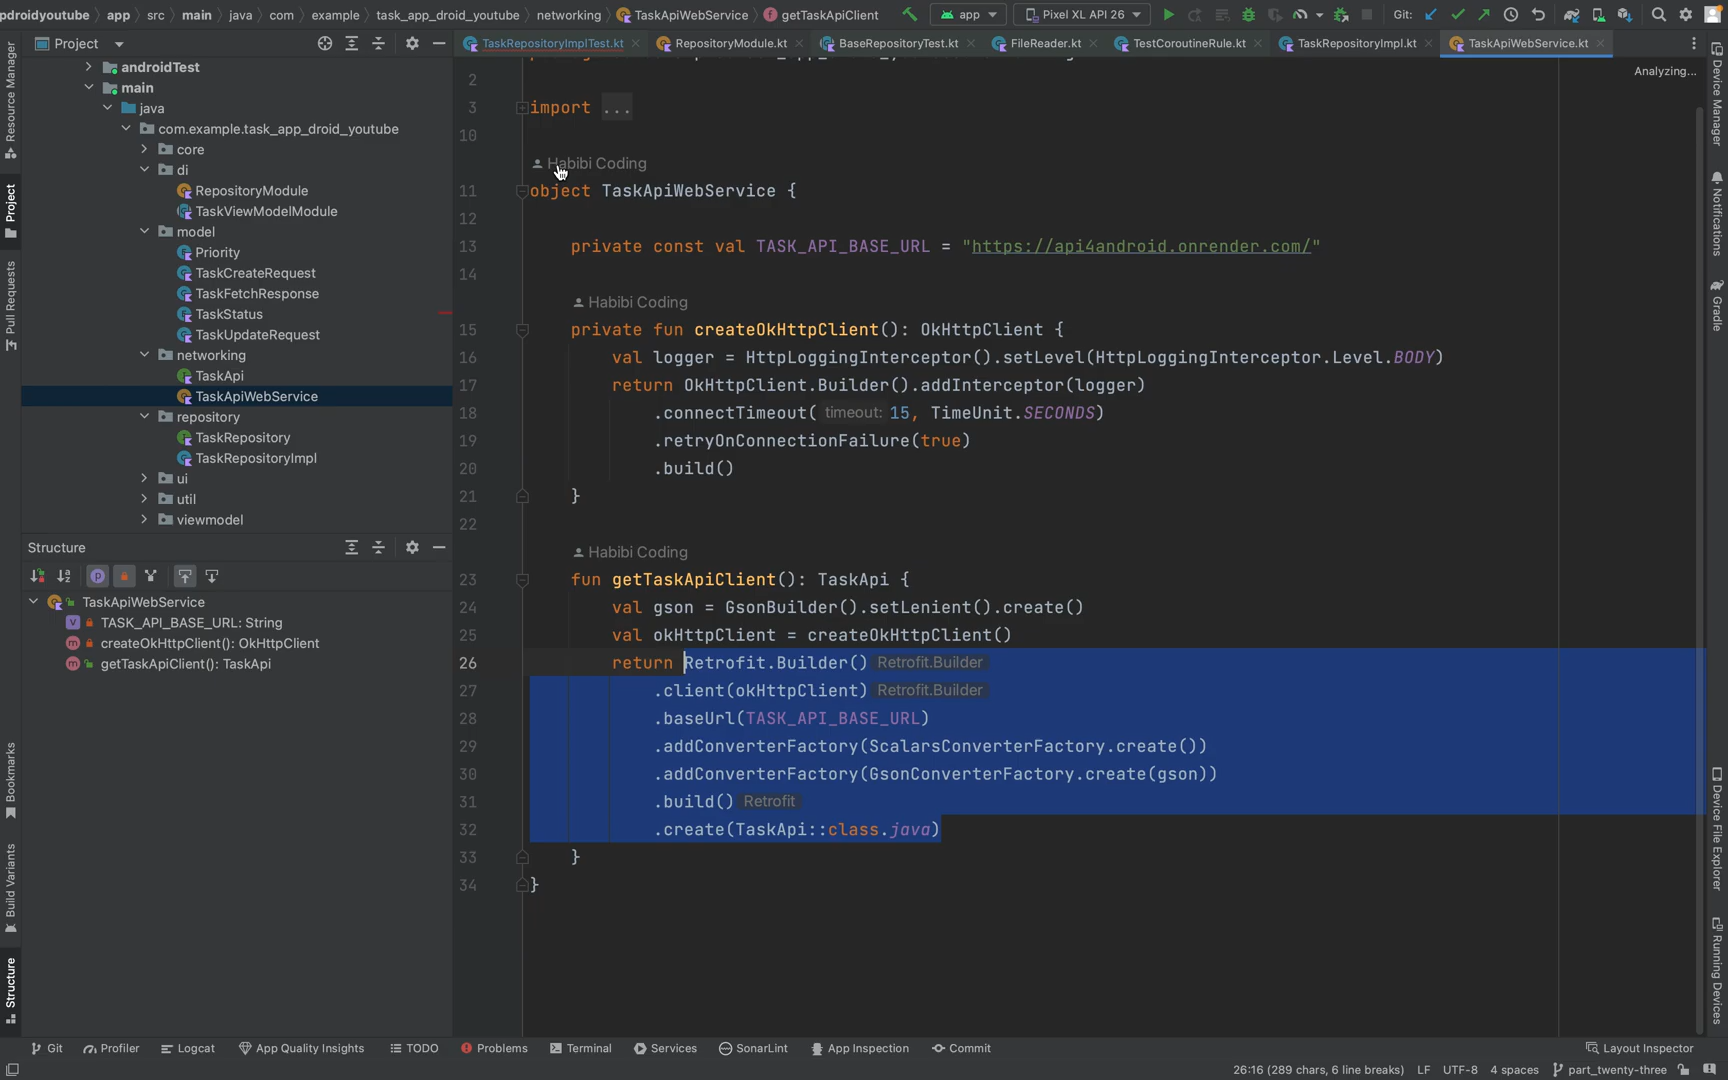 pdroidyoutube app src main java com example task_app_droid_youtube networking TaskApiWebService getTaskApiClient app Pixel XL API 26 Git:
Project
TaskRepositoryImplTest.kt RepositoryModule.kt BaseRepositoryTest.kt FileReader.kt TestCoroutineRule.kt TaskRepositoryImpl.kt TaskApiWebService.kt
Analyzing...
Resource Manager
Project
Pull Requests
Bookmarks
Build Variants
Structure
androidTest
main
java
com.example.task_app_droid_youtube
core
di
RepositoryModule
TaskViewModelModule
model
Priority
TaskCreateRequest
TaskFetchResponse
TaskStatus
TaskUpdateRequest
networking
TaskApi
TaskApiWebService
repository
TaskRepository
TaskRepositoryImpl
ui
util
viewmodel
Structure
TaskApiWebService
TASK_API_BASE_URL: String
createOkHttpClient(): OkHttpClient
getTaskApiClient(): TaskApi
2
3 import ...
10
Habibi Coding
11 object TaskApiWebService {
12
13 private const val TASK_API_BASE_URL = "https://api4android.onrender.com/"
14
Habibi Coding
15 private fun createOkHttpClient(): OkHttpClient {
16 val logger = HttpLoggingInterceptor().setLevel(HttpLoggingInterceptor.Level.BODY)
17 return OkHttpClient.Builder().addInterceptor(logger)
18 .connectTimeout( timeout: 15, TimeUnit.SECONDS)
19 .retryOnConnectionFailure(true)
20 .build()
21 }
22
Habibi Coding
23 fun getTaskApiClient(): TaskApi {
24 val gson = GsonBuilder().setLenient().create()
25 val okHttpClient = createOkHttpClient()
26 return Retrofit.Builder() Retrofit.Builder
27 .client(okHttpClient) Retrofit.Builder
28 .baseUrl(TASK_API_BASE_URL)
29 .addConverterFactory(ScalarsConverterFactory.create())
30 .addConverterFactory(GsonConverterFactory.create(gson))
31 .build() Retrofit
32 .create(TaskApi::class.java)
33 }
34 }
Device Manager
Notifications
Gradle
Device File Explorer
Running Devices
Git Profiler Logcat App Quality Insights TODO Problems Terminal Services SonarLint App Inspection Commit Layout Inspector
26:16 (289 chars, 6 line breaks) LF UTF-8 4 spaces part_twenty-three